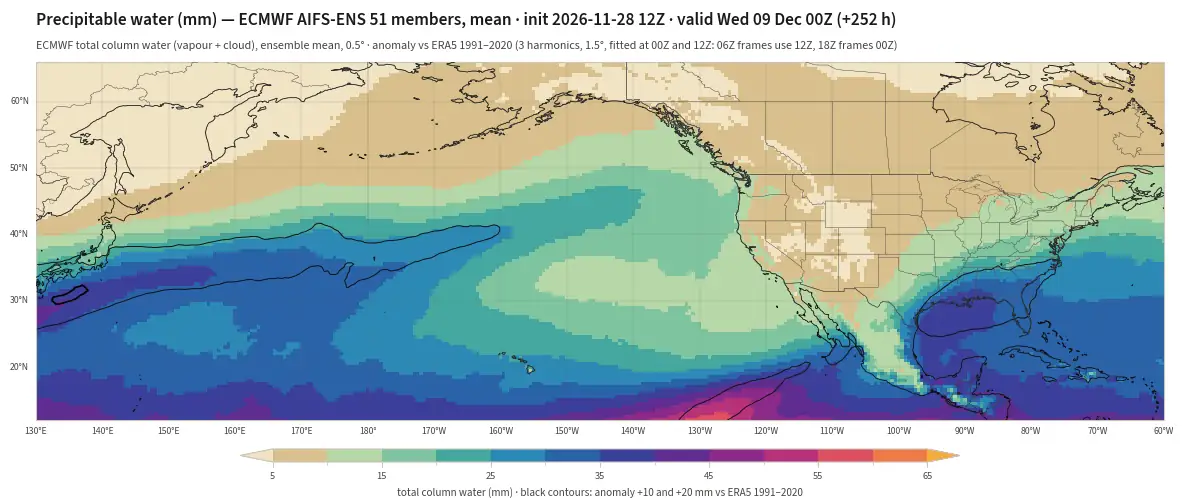 Precipitable water (mm) — ECMWF AIFS-ENS 51 members, mean · init 2026-11-28 12Z · valid Wed 09 Dec 00Z (+252 h)
ECMWF total column water (vapour + cloud), ensemble mean, 0.5° · anomaly vs ERA5 1991–2020 (3 harmonics, 1.5°, fitted at 00Z and 12Z: 06Z frames use 12Z, 18Z frames 00Z)
60°N
50°N
40°N
30°N
20°N
130°E 140°E 150°E 160°E 170°E 180° 170°W 160°W 150°W 140°W 130°W 120°W 110°W 100°W 90°W 80°W 70°W 60°W
5 15 25 35 45 55 65
total column water (mm) · black contours: anomaly +10 and +20 mm vs ERA5 1991–2020